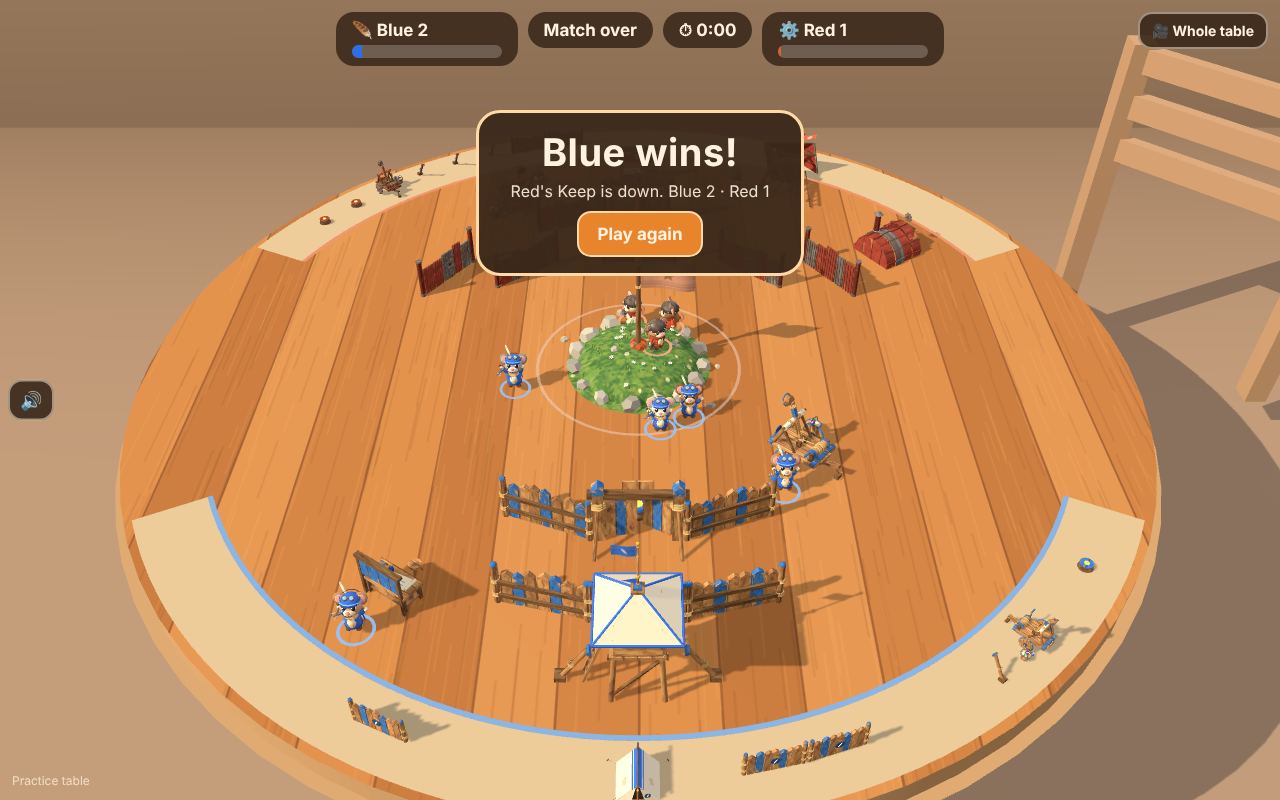 Blue 2
Match over
0:00
Red 1
Whole table
Blue wins!
Red's Keep is down. Blue 2 · Red 1
Play again
Practice table